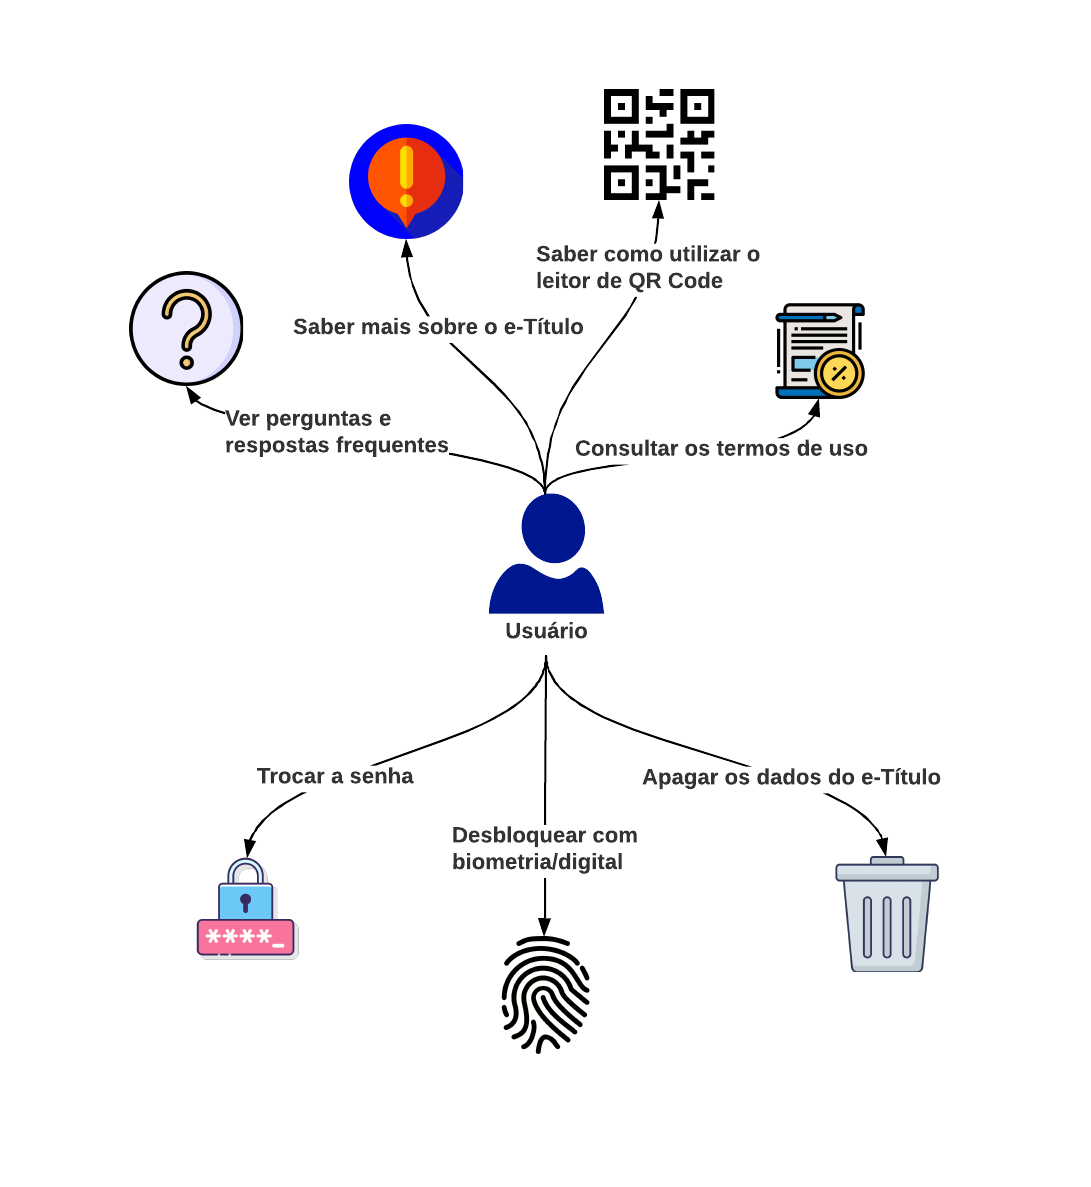 Saber como utilizar o
leitor de QR Code
Saber mais sobre o e-Título
Ver perguntas e
respostas frequentes
Consultar os termos de uso
Usuário
Trocar a senha
Apagar os dados do e-Título
Desbloquear com
biometria/digital
****_